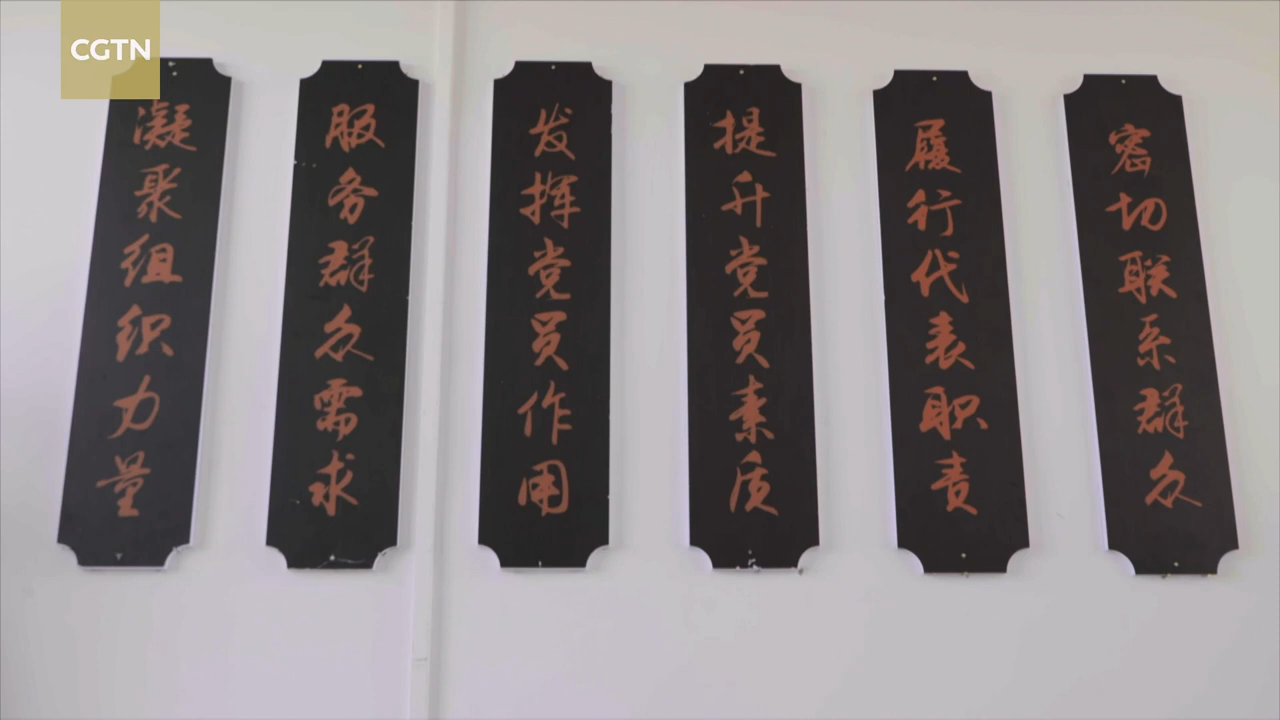 CGTN
凝聚组织力量
服务群众需求
发挥党员作用
提升党员素质
履行代表职责
密切联系群众